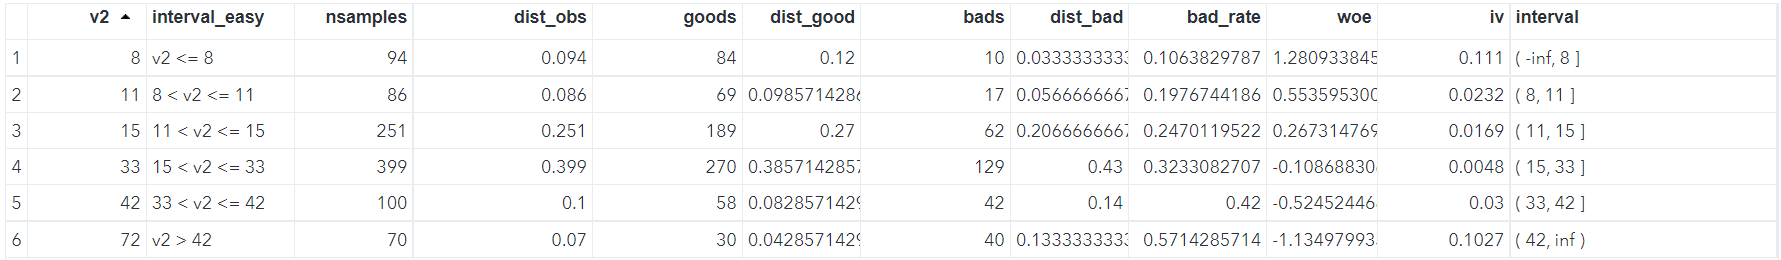 v2 interval_easy nsamples dist_obs goods dist_good bads dist_bad bad_rate woe iv interval
1 8 v2 <= 8 94 0.094 84 0.12 10 0.0333333333 0.1063829787 1.280933845 0.111 ( -inf, 8 ]
2 11 8 < v2 <= 11 86 0.086 69 0.0985714286 17 0.0566666667 0.1976744186 0.553595300 0.0232 ( 8, 11 ]
3 15 11 < v2 <= 15 251 0.251 189 0.27 62 0.2066666667 0.2470119522 0.267314769 0.0169 ( 11, 15 ]
4 33 15 < v2 <= 33 399 0.399 270 0.3857142857 129 0.43 0.3233082707 -0.10868830 0.0048 ( 15, 33 ]
5 42 33 < v2 <= 42 100 0.1 58 0.0828571429 42 0.14 0.42 -0.52452446 0.03 ( 33, 42 ]
6 72 v2 > 42 70 0.07 30 0.0428571429 40 0.1333333333 0.5714285714 -1.13497993 0.1027 ( 42, inf )